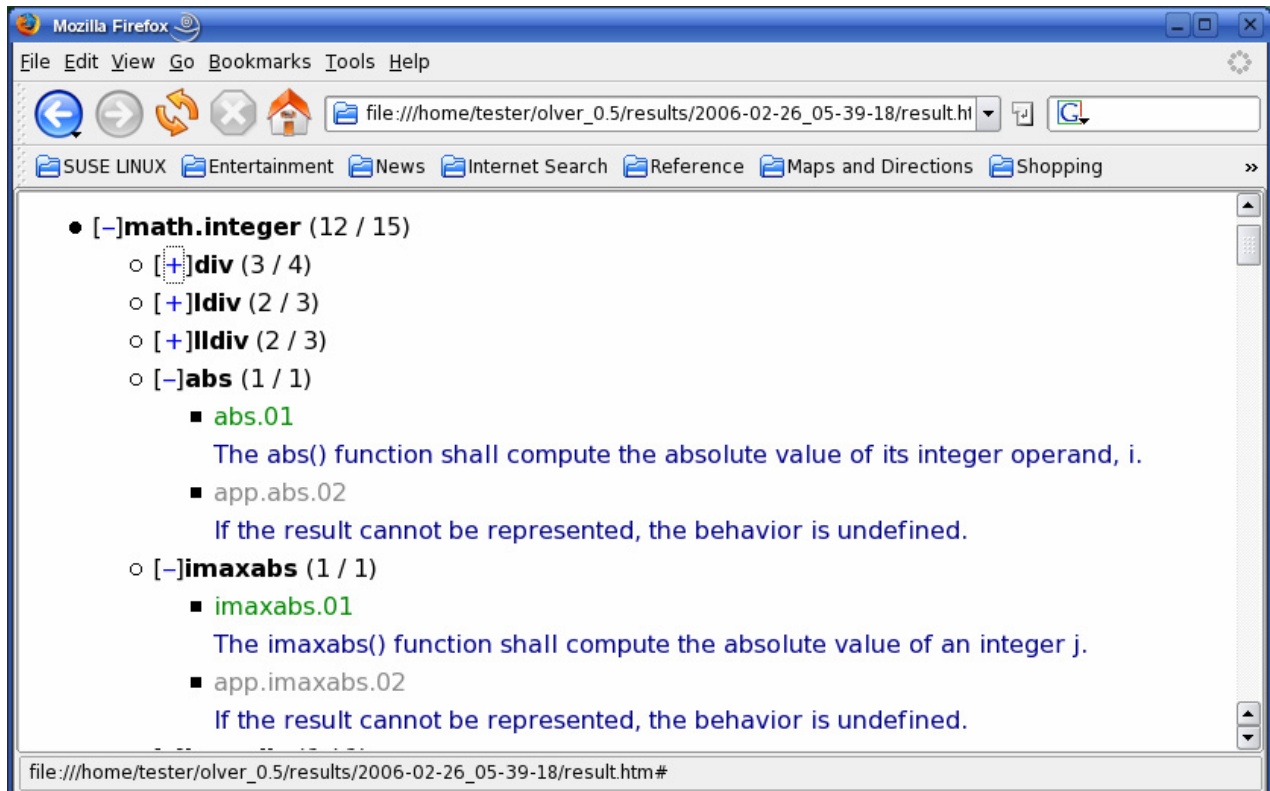 Mozilla Firefox
File Edit View Go Bookmarks Tools Help
file:///home/tester/olver_0.5/results/2006-02-26_05-39-18/result.ht
SUSE LINUX Entertainment News Internet Search Reference Maps and Directions Shopping »
[–]math.integer (12 / 15)
[+]div (3 / 4)
[+]ldiv (2 / 3)
[+]lldiv (2 / 3)
[–]abs (1 / 1)
abs.01
The abs() function shall compute the absolute value of its integer operand, i.
app.abs.02
If the result cannot be represented, the behavior is undefined.
[–]imaxabs (1 / 1)
imaxabs.01
The imaxabs() function shall compute the absolute value of an integer j.
app.imaxabs.02
If the result cannot be represented, the behavior is undefined.
file:///home/tester/olver_0.5/results/2006-02-26_05-39-18/result.htm#